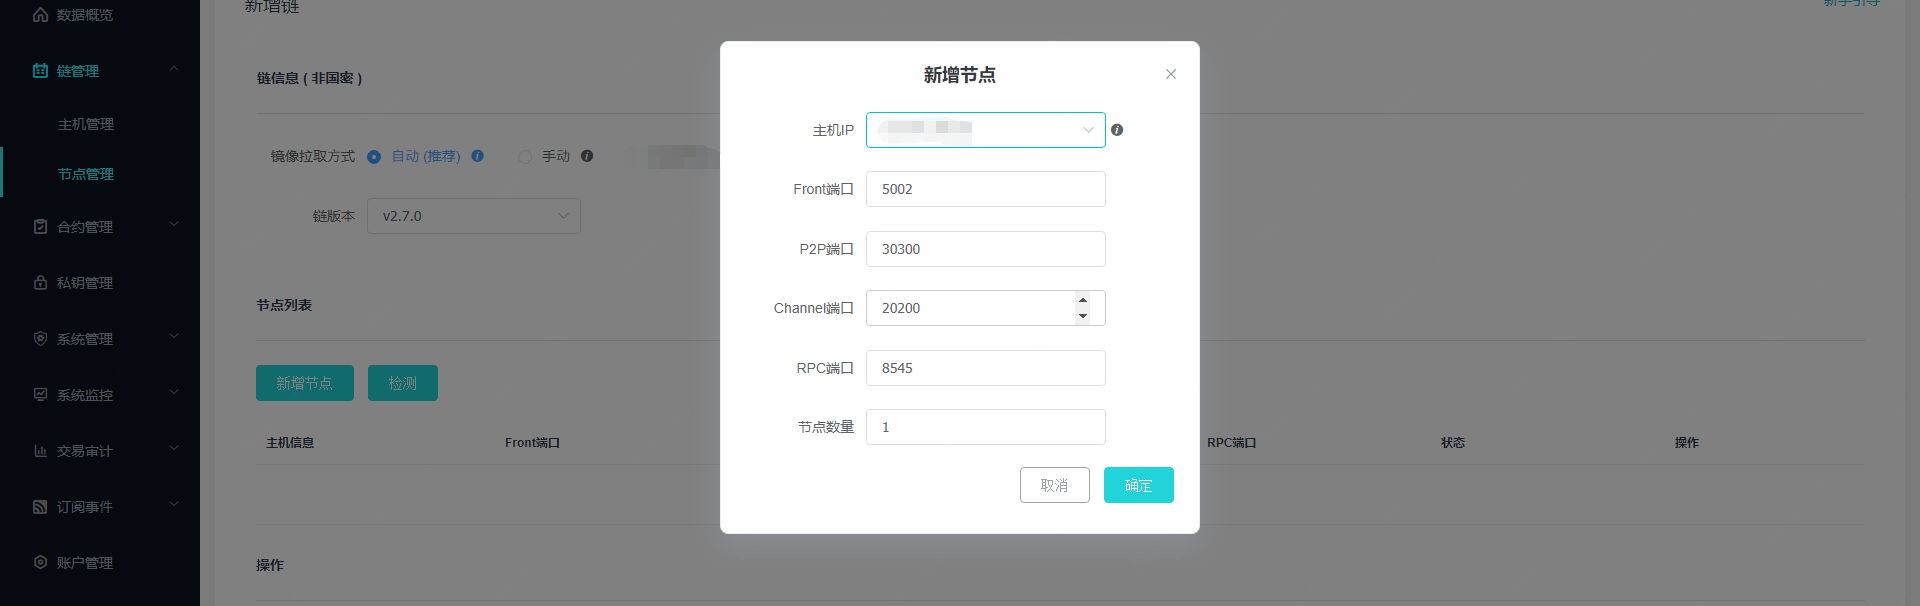 数据概览
链管理
主机管理
节点管理
合约管理
私钥管理
系统管理
系统监控
交易审计
订阅事件
账户管理
新增链
新手引导
链信息 ( 非国密 )
镜像拉取方式 自动 (推荐) 手动
链版本 v2.7.0
节点列表
新增节点 检测
主机信息 Front端口 RPC端口 状态 操作
操作
新增节点
主机IP
Front端口 5002
P2P端口 30300
Channel端口 20200
RPC端口 8545
节点数量 1
取消 确定